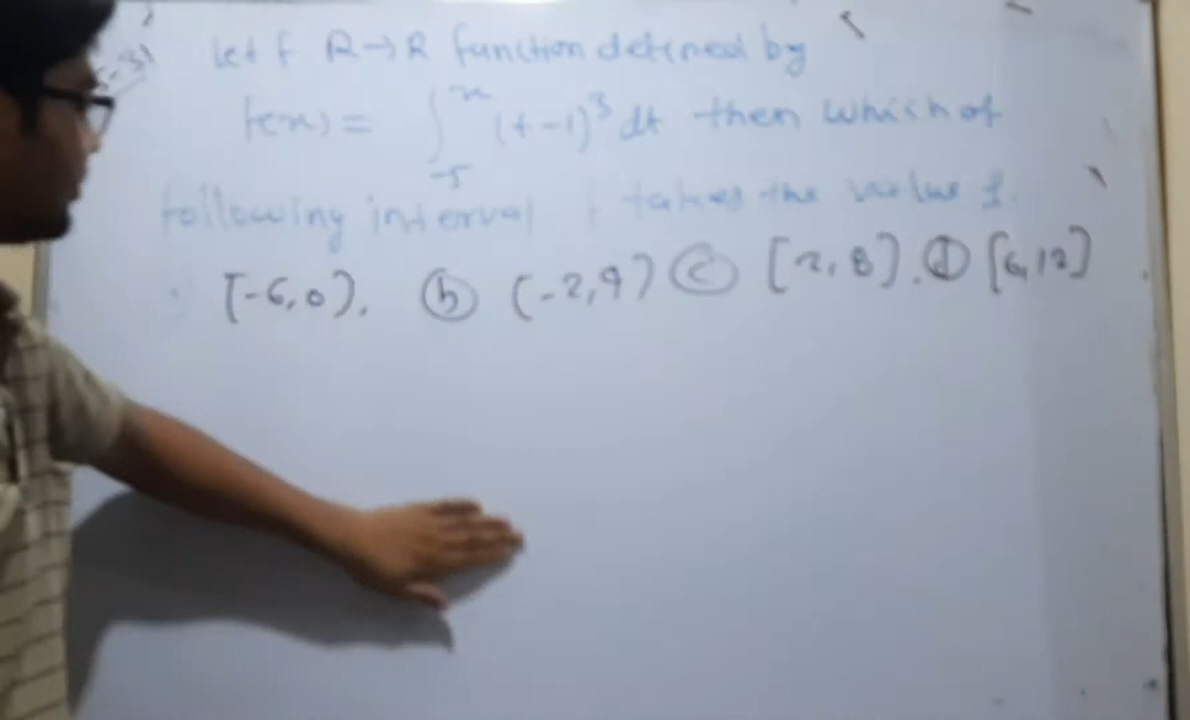 Let f R→R function defined by
f(x) = ∫_{-5}^{x} (t-1)^3 dt then which of
following interval f takes the value 1.
[-6,0). ⓑ (-2,4) ⓒ [2,8). ⓓ [6,12]